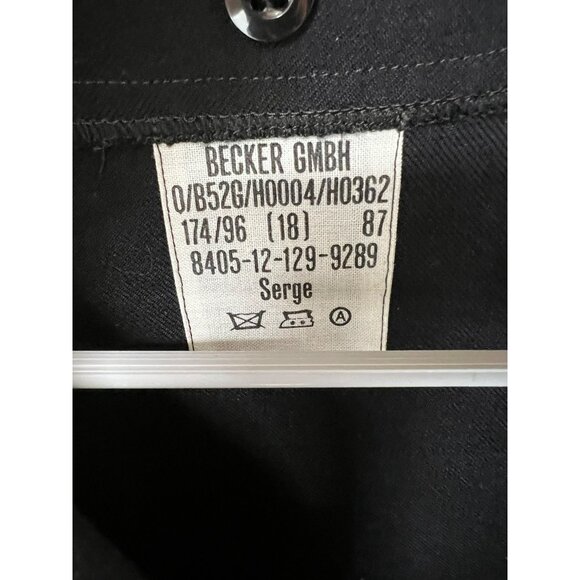 BECKER GMBH
0/B52G/H0004/H0362
174/96 (18) 87
8405-12-129-9289
Serge
A